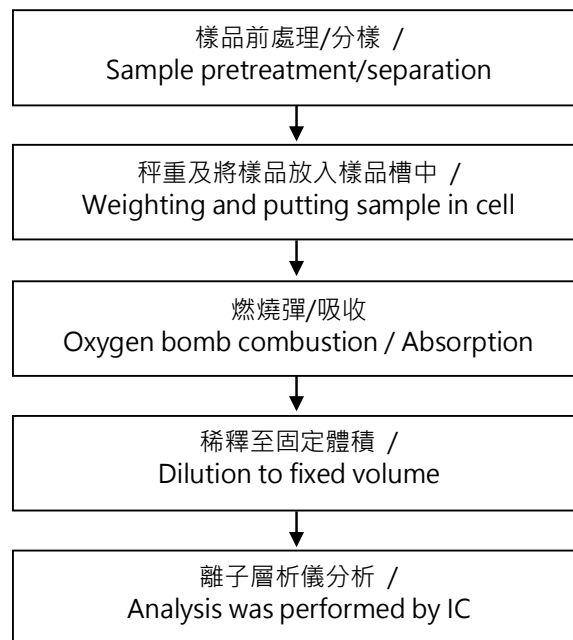 樣品前處理/分樣 /
Sample pretreatment/separation
秤重及將樣品放入樣品槽中 /
Weighting and putting sample in cell
燃燒彈/吸收
Oxygen bomb combustion / Absorption
稀釋至固定體積 /
Dilution to fixed volume
離子層析儀分析 /
Analysis was performed by IC